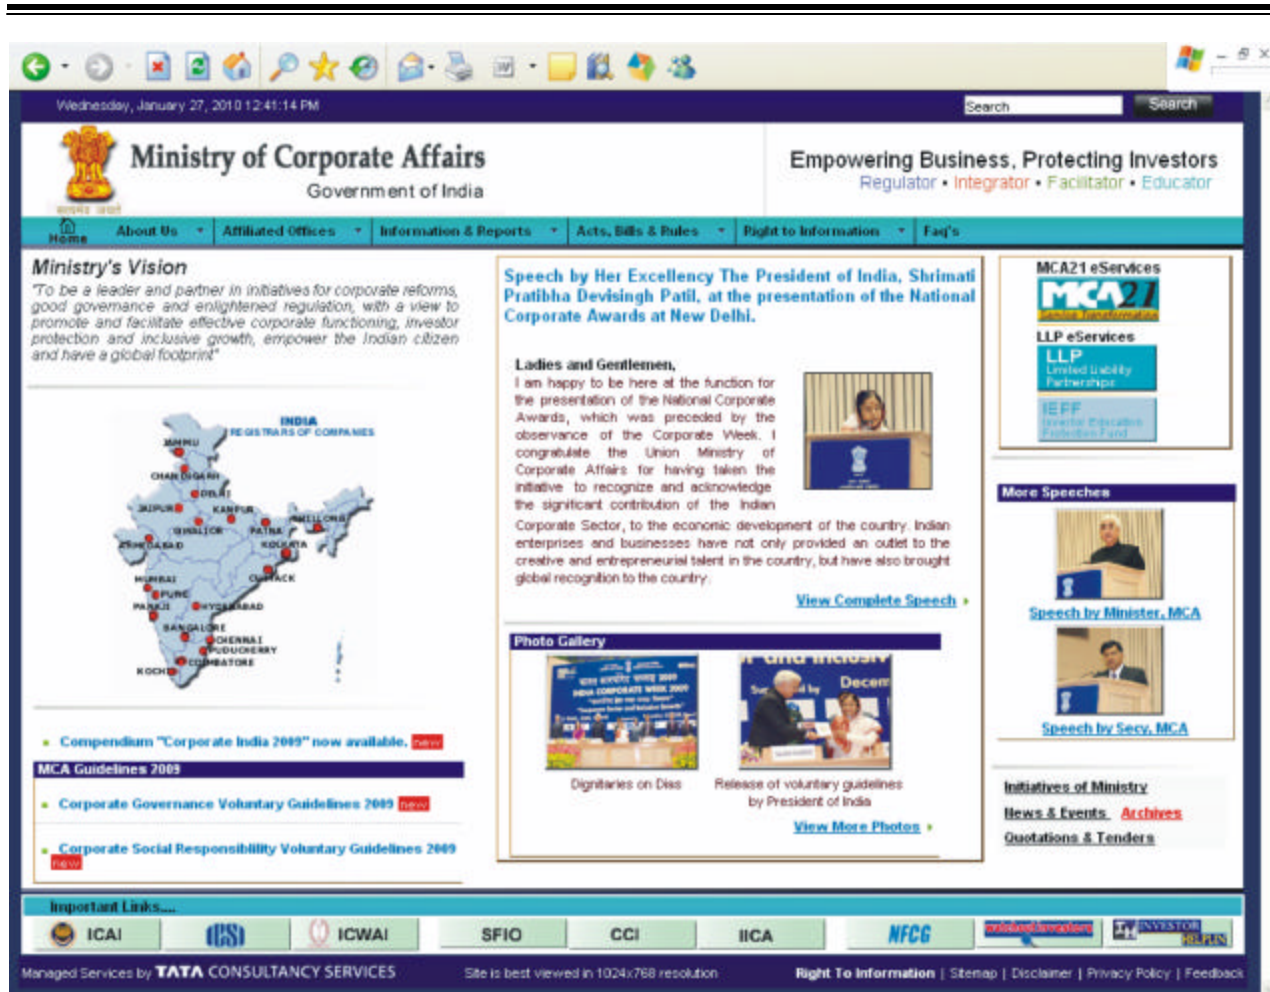 Wednesday, January 27, 2010 12:41:14 PM
Search
Search
Ministry of Corporate Affairs
Government of India
Empowering Business, Protecting Investors
Regulator • Integrator • Facilitator • Educator
Home
About Us
Affiliated Offices
Information & Reports
Acts, Bills & Rules
Right to Information
Faq's
Ministry's Vision
"To be a leader and partner in initiatives for corporate reforms,
good governance and enlightened regulation, with a view to
promote and facilitate effective corporate functioning, investor
protection and inclusive growth, empower the Indian citizen
and have a global footprint"
INDIA
REGISTRARS OF COMPANIES
JAMMU
CHANDIGARH
DELHI
JAIPUR
KANPUR
SHILLONG
GWALIOR
PATNA
AHMEDABAD
KOLKATA
MUMBAI
CUTTACK
PUNE
PANAJI
HYDERABAD
BANGALORE
CHENNAI
PUDUCHERRY
COIMBATORE
KOCHI
Compendium "Corporate India 2009" now available. new
MCA Guidelines 2009
Corporate Governance Voluntary Guidelines 2009 new
Corporate Social Responsiblility Voluntary Guidelines 2009
new
Speech by Her Excellency The President of India, Shrimati
Pratibha Devisingh Patil, at the presentation of the National
Corporate Awards at New Delhi.
Ladies and Gentlemen,
I am happy to be here at the function for
the presentation of the National Corporate
Awards, which was preceded by the
observance of the Corporate Week. I
congratulate the Union Ministry of
Corporate Affairs for having taken the
initiative to recognize and acknowledge
the significant contribution of the Indian
Corporate Sector, to the economic development of the country. Indian
enterprises and businesses have not only provided an outlet to the
creative and entrepreneurial talent in the country, but have also brought
global recognition to the country.
View Complete Speech
Photo Gallery
INDIA CORPORATE WEEK 2009
and Inclusiv
Decem
Dignitaries on Dias
Release of voluntary guidelines
by President of India
View More Photos
MCA21 eServices
MCA21
LLP eServices
LLP
Limited Liability
Partnerships
IEPF
Investor Education
Protection Fund
More Speeches
Speech by Minister, MCA
Speech by Secy, MCA
Initiatives of Ministry
News & Events Archives
Quotations & Tenders
Important Links....
ICAI
ICSI
ICWAI
SFIO
CCI
IICA
NFCG
watchoutinvestors
IH INVESTOR
HELPLINE
Managed Services by TATA CONSULTANCY SERVICES
Site is best viewed in 1024x768 resolution
Right To Information | Sitemap | Disclaimer | Privacy Policy | Feedback